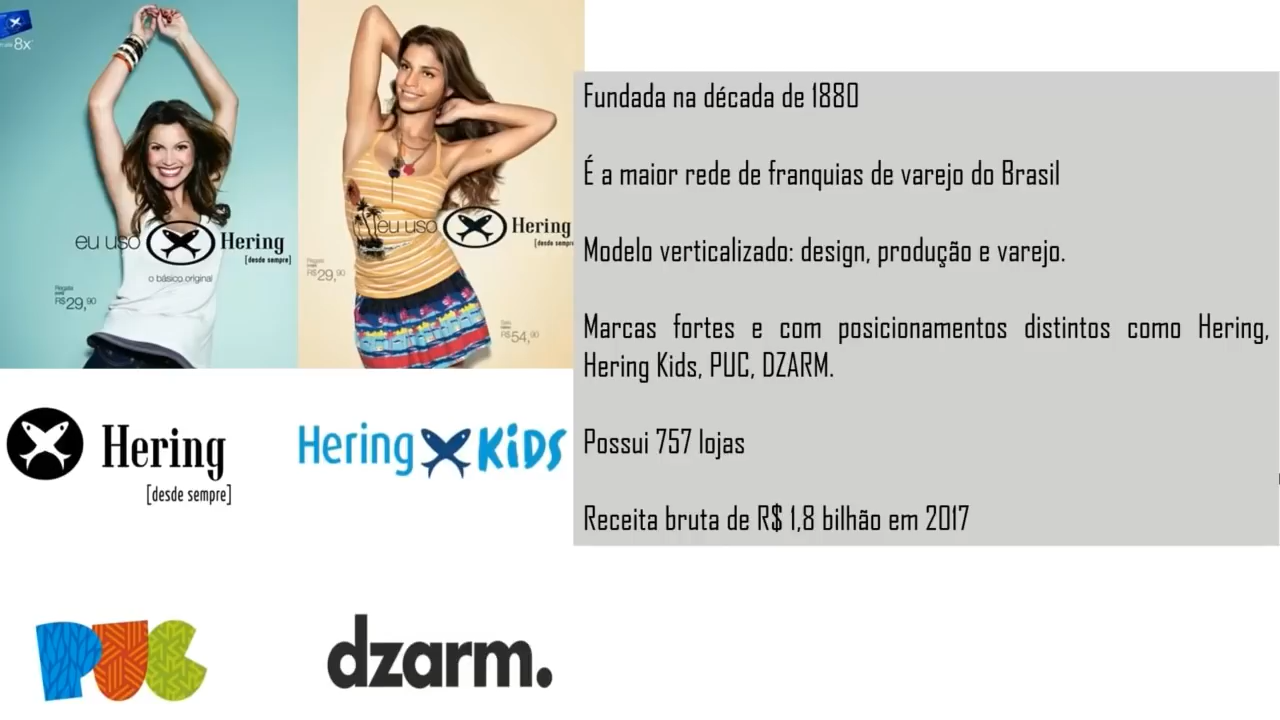 8x
eu uso Hering
[desde sempre]
o básico original
Regata
R$29,90
eu uso Hering
[desde sempre]
Regata
R$29,90
R$54,90
Fundada na década de 1880
É a maior rede de franquias de varejo do Brasil
Modelo verticalizado: design, produção e varejo.
Marcas fortes e com posicionamentos distintos como Hering,
Hering Kids, PUC, DZARM.
Possui 757 lojas
Receita bruta de R$ 1,8 bilhão em 2017
Hering
[desde sempre]
Hering KiDS
PUC
dzarm.